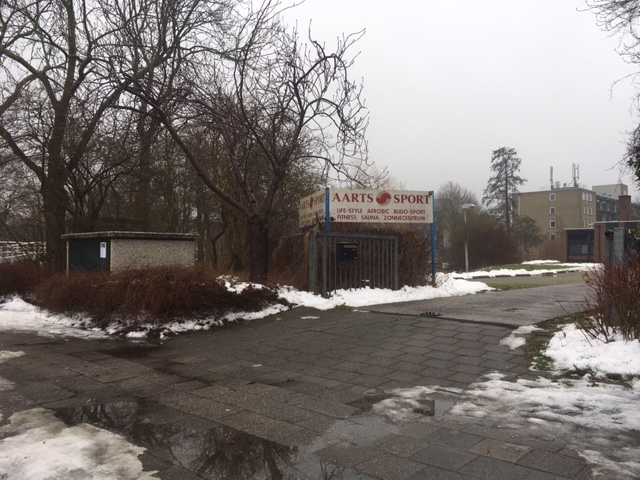 AARTS SPORT
LIFE-STYLE AEROBIC BUDO-SPORT
FITNESS SAUNA ZONNECENTRUM